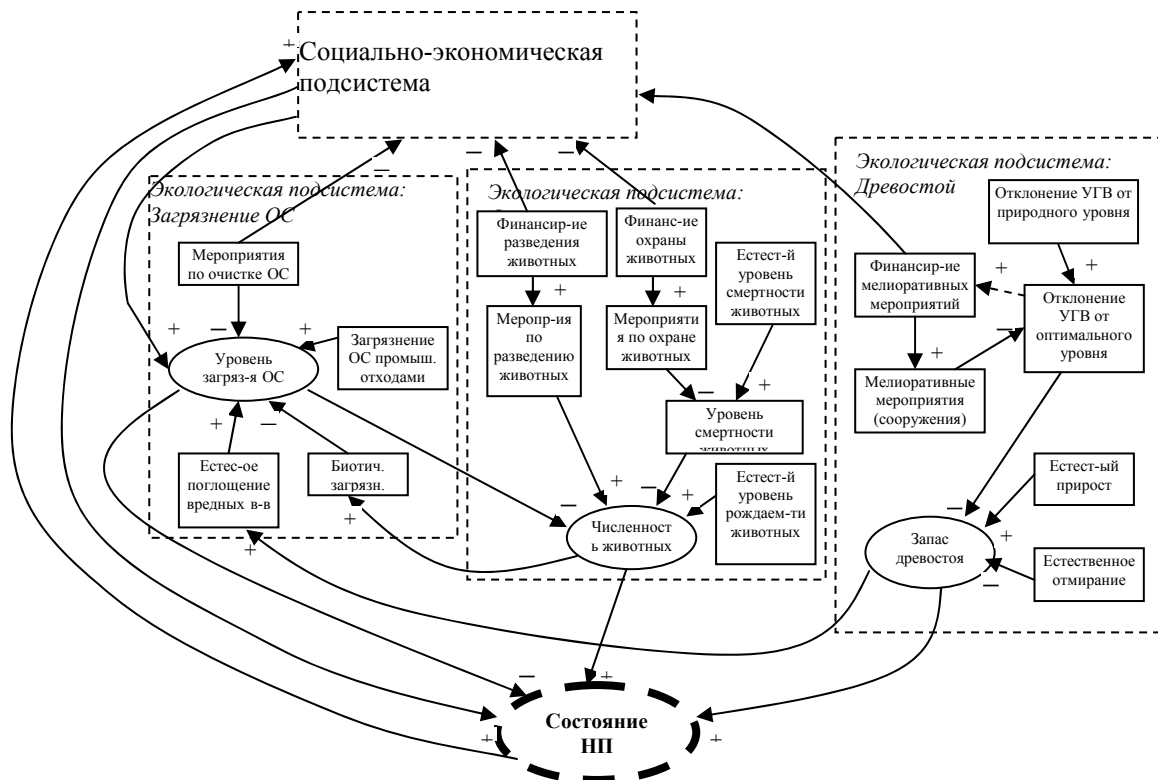 Социально-экономическая
подсистема
Экологическая подсистема:
Загрязнение ОС
Мероприятия
по очистке ОС
Уровень
загряз-я ОС
Загрязнение
ОС промыш.
отходами
Естес-ое
поглощение
вредных в-в
Биотич.
загрязн.
Экологическая подсистема:
Финансир-ие
разведения
животных
Финанс-ие
охраны
животных
Естест-й
уровень
смертности
животных
Меропр-ия
по
разведению
животных
Мероприяти
я по охране
животных
Уровень
смертности
животных
Естест-й
уровень
рождаем-ти
животных
Численност
ь животных
Экологическая подсистема:
Древостой
Отклонение УГВ от
природного уровня
Финансир-ие
мелиоративных
мероприятий
Отклонение
УГВ от
оптимального
уровня
Мелиоративные
мероприятия
(сооружения)
Естест-ый
прирост
Запас
древостоя
Естественное
отмирание
Состояние
НП